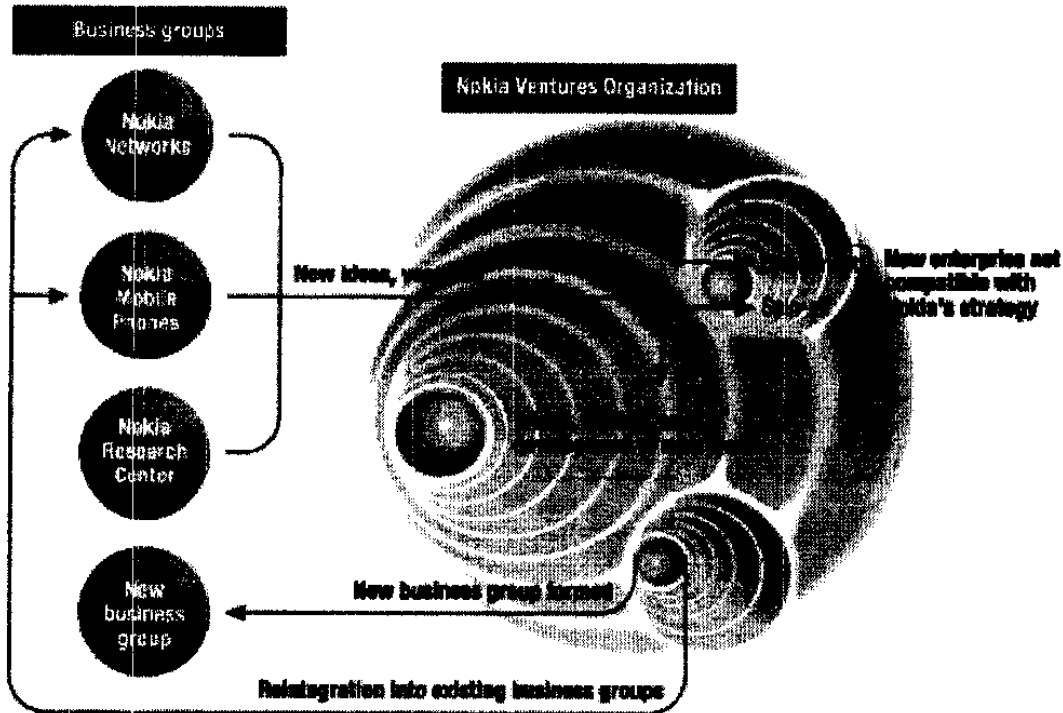 Business groups
Nokia Ventures Organization
Nokia
Networks
Nokia
Mobile
Phones
New ideas,
New enterprise not
compatible with
Nokia's strategy
Nokia
Research
Center
New business group formed
New
business
group
Reintegration into existing business groups